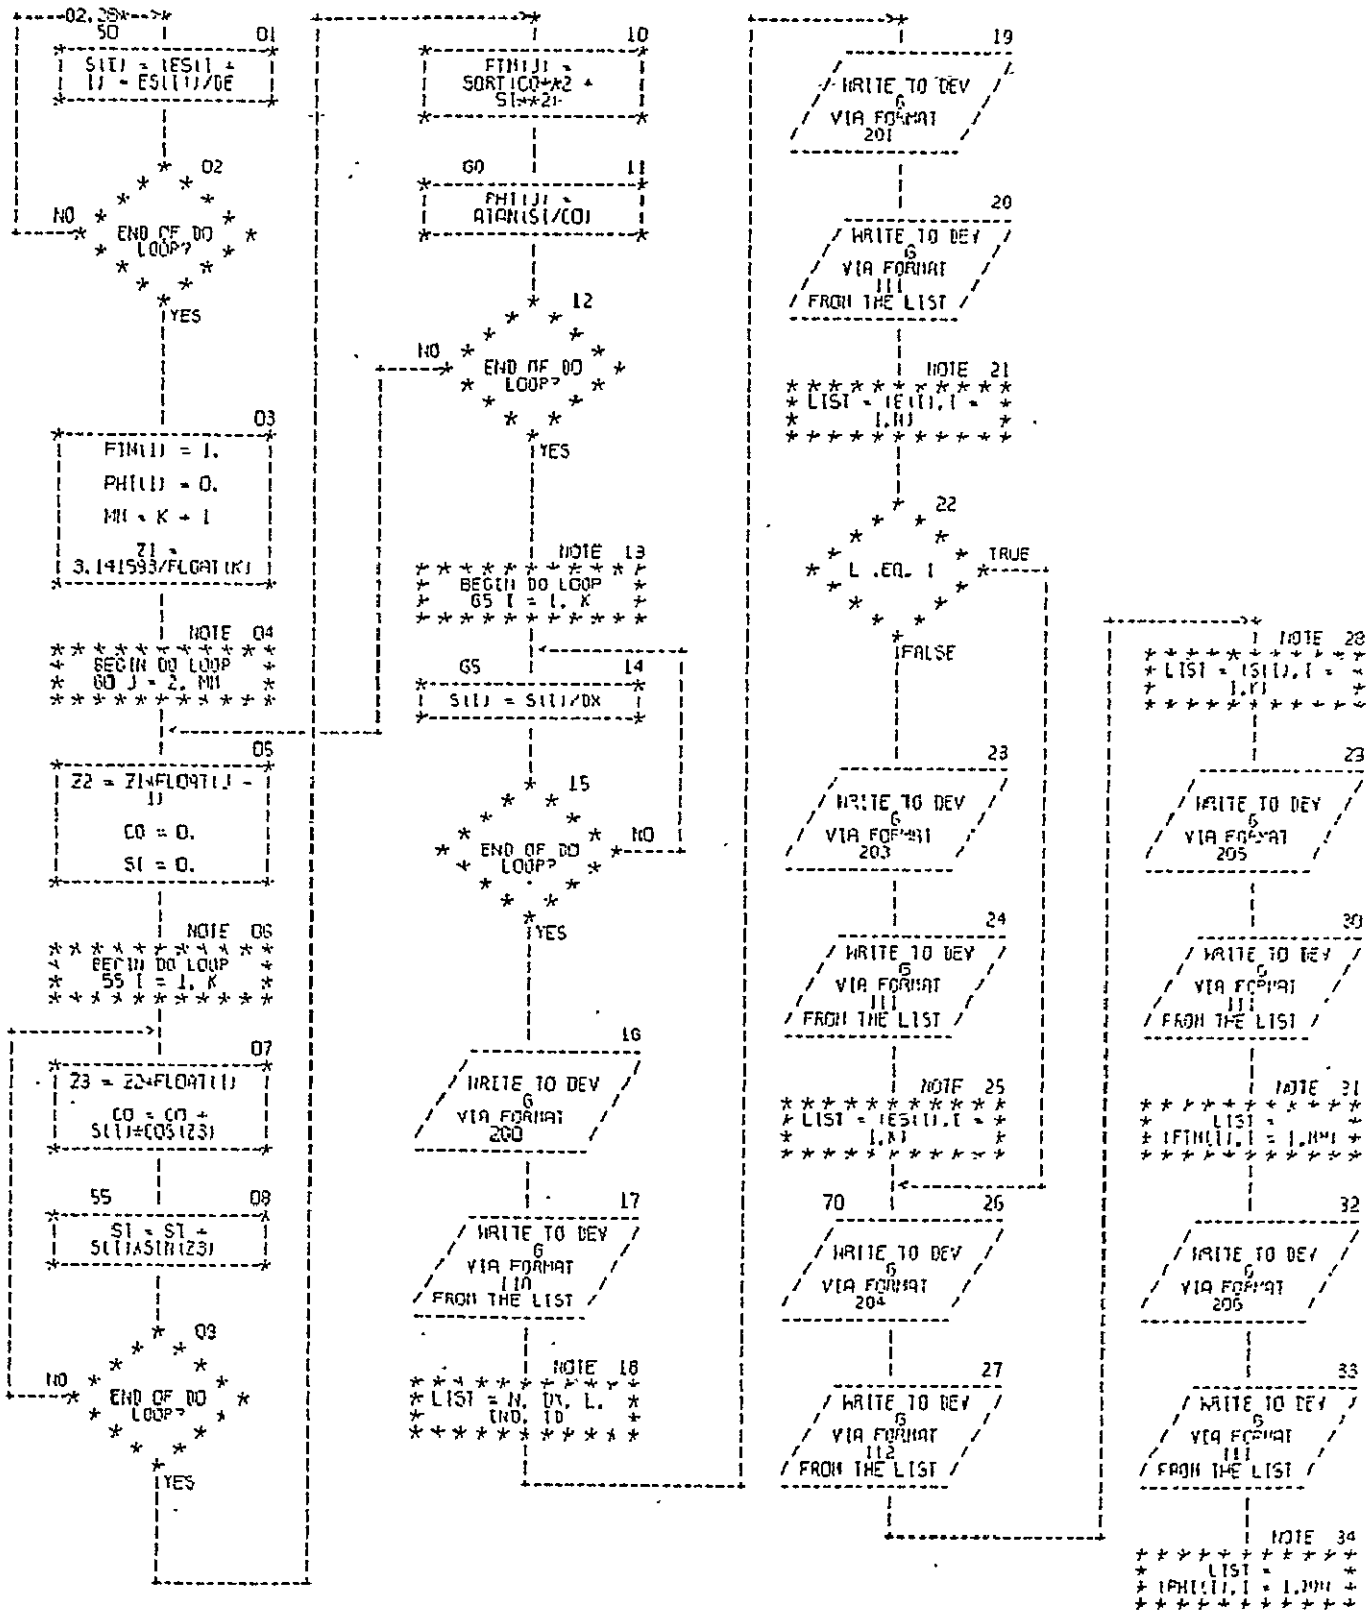 02.28
50 01
S(I) = (ES(I +
1) - ES(I))/DE
02
NO
END OF DO
LOOP?
YES
03
FTM(1) = 1.
PHI(1) = 0.
MM = K + 1
Z1 =
3.141593/FLOAT(K)
NOTE 04
BEGIN DO LOOP
60 J = 2, MM
05
Z2 = Z1*FLOAT(J -
1)
CO = 0.
SI = 0.
NOTE 06
BEGIN DO LOOP
55 I = 1, K
07
Z3 = Z2*FLOAT(I)
CO = CO +
S(I)*COS(Z3)
55 08
SI = SI +
S(I)*SIN(Z3)
09
NO
END OF DO
LOOP?
YES
10
FTM(J) =
SQRT(CO**2 +
SI**2)
60 11
PHI(J) =
ATAN(SI/CO)
12
NO
END OF DO
LOOP?
YES
NOTE 13
BEGIN DO LOOP
65 I = 1, K
65 14
S(I) = S(I)/DX
15
END OF DO
LOOP?
NO
YES
16
WRITE TO DEV
6
VIA FORMAT
200
17
WRITE TO DEV
6
VIA FORMAT
110
FROM THE LIST
NOTE 18
LIST = N, DX, L,
IND, ID
19
WRITE TO DEV
6
VIA FORMAT
201
20
WRITE TO DEV
6
VIA FORMAT
111
FROM THE LIST
NOTE 21
LIST = (E(I), I =
1,N)
22
L .EQ. 1
TRUE
FALSE
23
WRITE TO DEV
6
VIA FORMAT
203
24
WRITE TO DEV
6
VIA FORMAT
111
FROM THE LIST
NOTE 25
LIST = (ES(I), I =
1,N)
70 26
WRITE TO DEV
6
VIA FORMAT
204
27
WRITE TO DEV
6
VIA FORMAT
112
FROM THE LIST
NOTE 28
LIST = (S(I), I =
1,K)
29
WRITE TO DEV
6
VIA FORMAT
205
30
WRITE TO DEV
6
VIA FORMAT
111
FROM THE LIST
NOTE 31
LIST =
(FTM(I), I = 1,MM)
32
WRITE TO DEV
6
VIA FORMAT
206
33
WRITE TO DEV
6
VIA FORMAT
111
FROM THE LIST
NOTE 34
LIST =
(PHI(I), I = 1,MM)